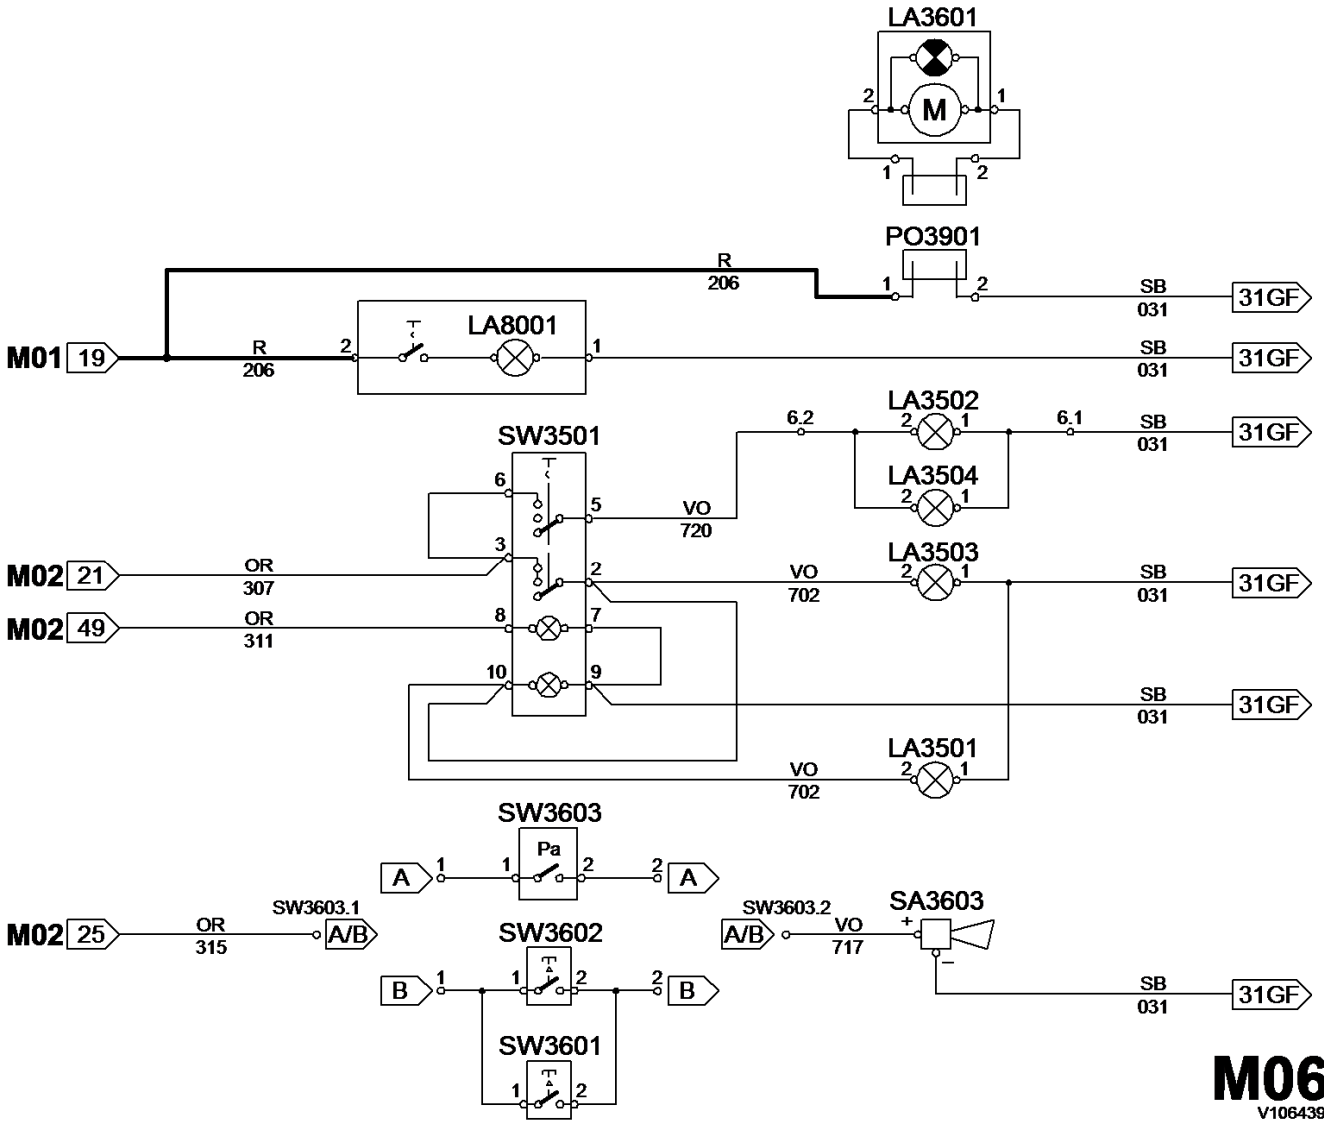 LA3601
M
2 1
1 2
PO3901
R
206
1 2
SB
031
31GF
M01 19
R
206
2
LA8001
1
SB
031
31GF
LA3502
6.2
2 1
6.1
SB
031
31GF
SW3501
LA3504
2 1
6
5
VO
720
3
2
M02 21
OR
307
LA3503
VO
702
2 1
SB
031
31GF
M02 49
OR
311
8 7
10 9
SB
031
31GF
LA3501
VO
702
2 1
SW3603
Pa
A 1 1 2 2 A
M02 25
OR
315
SW3603.1
A/B
SW3603.2
A/B
VO
717
SA3603
+
–
SB
031
31GF
SW3602
B 1 1 2 2 B
SW3601
1 2
M06
V106439